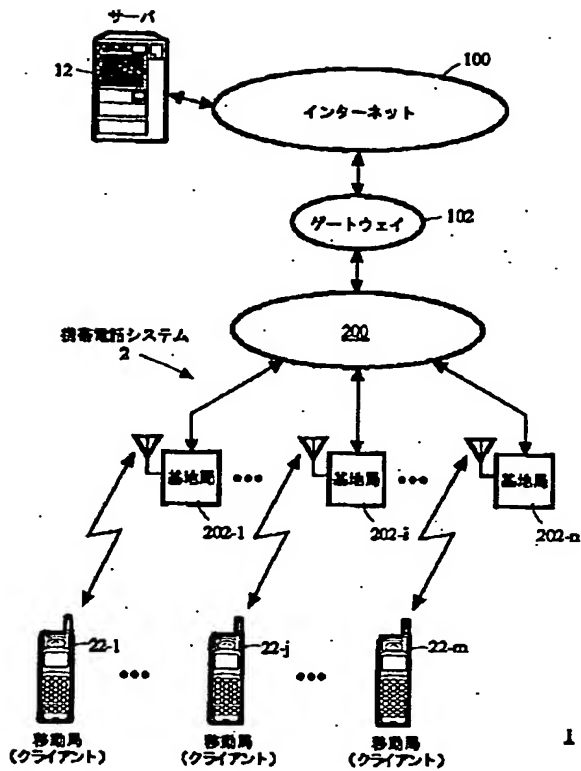 サーバ
12
100
インターネット
ゲートウェイ
102
携帯電話システム
2
200
基地局
•••
基地局
•••
基地局
202-1
202-i
202-n
22-1
22-j
22-m
•••
•••
移動局
(クライアント)
移動局
(クライアント)
移動局
(クライアント)
1